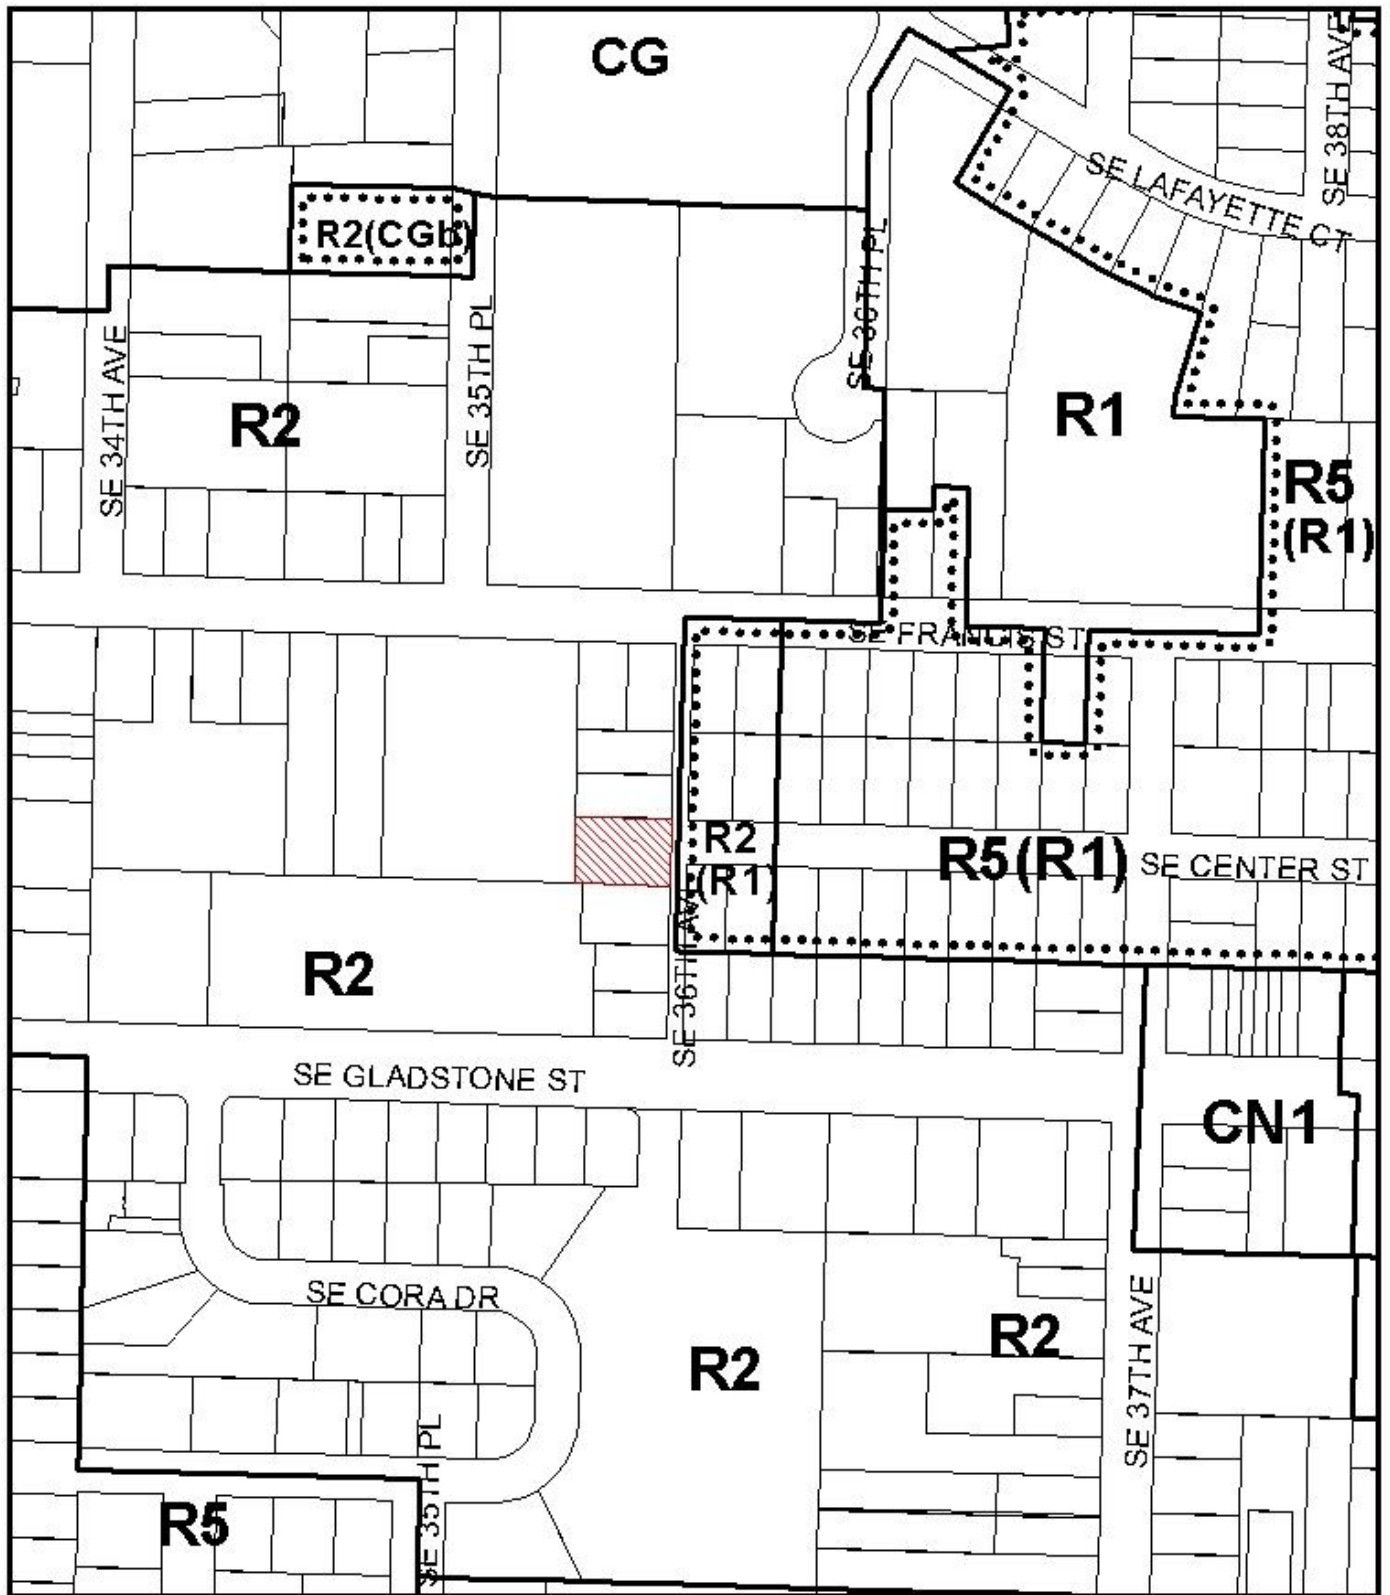 CG
SE 38TH AVE
SE LAFAYETTE CT
R2(CGb)
SE 36TH PL
SE 34TH AVE
SE 35TH PL
R2
R1
R5
(R1)
SE FRANCIS ST
R2
(R1)
R5(R1)
SE CENTER ST
R2
SE 36TH AVE
SE GLADSTONE ST
CN1
SE CORA DR
R2
R2
SE 37TH AVE
SE 35TH PL
R5